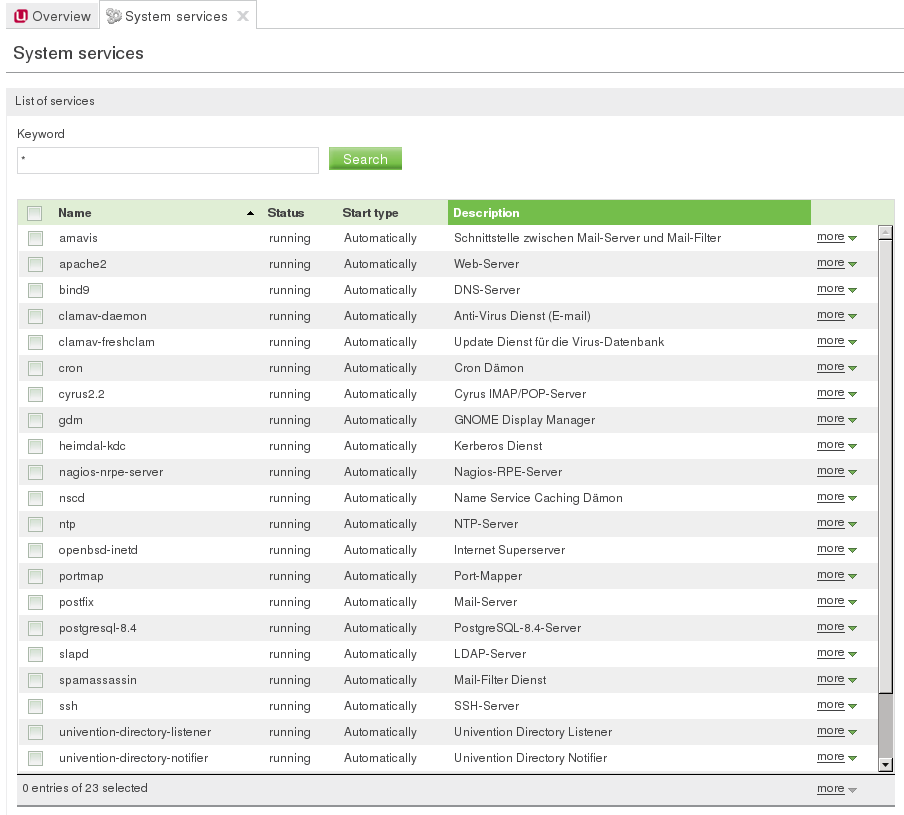 Overview System services
System services
List of services
Keyword
*
Search
Name Status Start type Description
amavis running Automatically Schnittstelle zwischen Mail-Server und Mail-Filter more
apache2 running Automatically Web-Server more
bind9 running Automatically DNS-Server more
clamav-daemon running Automatically Anti-Virus Dienst (E-mail) more
clamav-freshclam running Automatically Update Dienst für die Virus-Datenbank more
cron running Automatically Cron Dämon more
cyrus2.2 running Automatically Cyrus IMAP/POP-Server more
gdm running Automatically GNOME Display Manager more
heimdal-kdc running Automatically Kerberos Dienst more
nagios-nrpe-server running Automatically Nagios-RPE-Server more
nscd running Automatically Name Service Caching Dämon more
ntp running Automatically NTP-Server more
openbsd-inetd running Automatically Internet Superserver more
portmap running Automatically Port-Mapper more
postfix running Automatically Mail-Server more
postgresql-8.4 running Automatically PostgreSQL-8.4-Server more
slapd running Automatically LDAP-Server more
spamassassin running Automatically Mail-Filter Dienst more
ssh running Automatically SSH-Server more
univention-directory-listener running Automatically Univention Directory Listener more
univention-directory-notifier running Automatically Univention Directory Notifier more
0 entries of 23 selected more